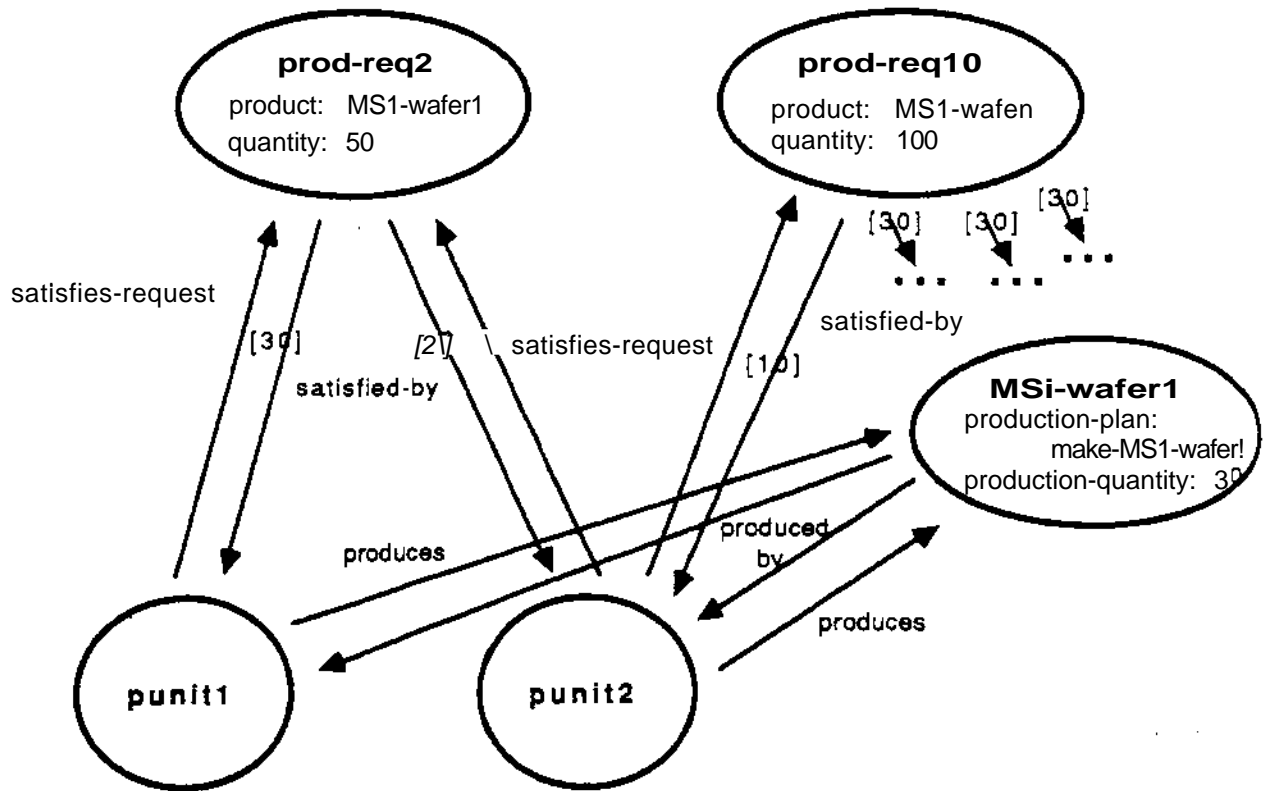 prod-req2
product: MS1-wafer1
quantity: 50
prod-req10
product: MS1-wafen
quantity: 100
[30]
[30]
[30]
satisfies-request
[30]
satisfied-by
satisfies-request
[10]
satisfied-by
MSi-wafer1
production-plan:
make-MS1-wafer!
production-quantity: 30
produces
produced
by
produces
punit1
punit2